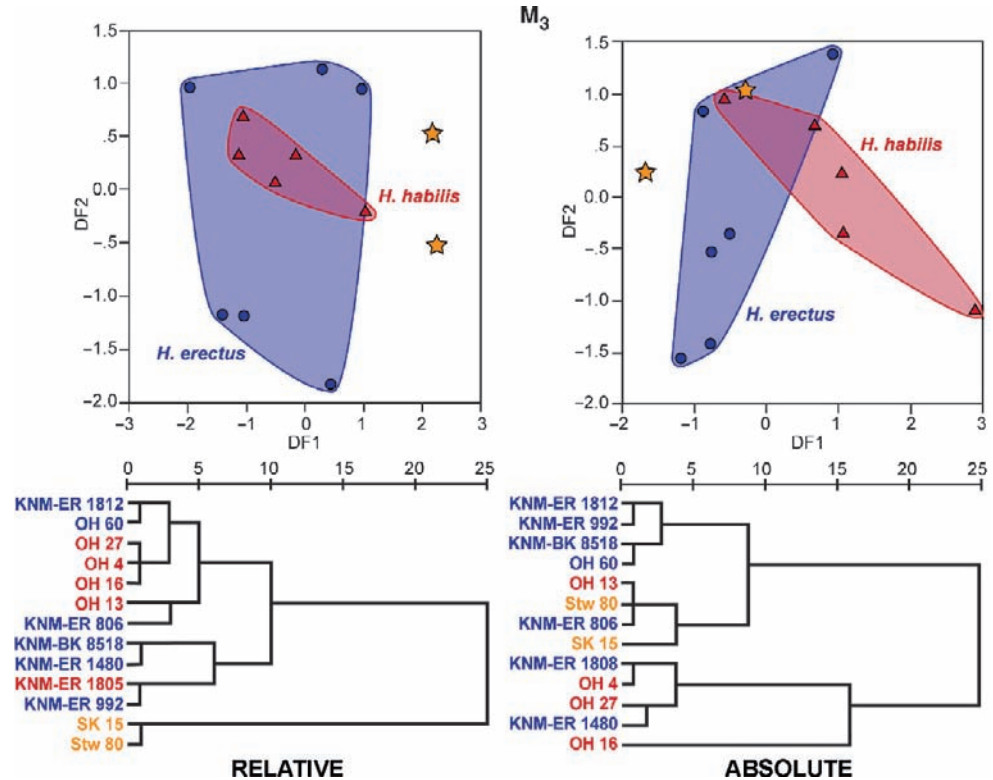 M3
1.5
1.0
.5
0.0
−.5
−1.0
−1.5
−2.0
DF2
H. habilis
H. erectus
−3 −2 −1 0 1 2 3
DF1
1.5
1.0
.5
0.0
−.5
−1.0
−1.5
−2.0
DF2
H. habilis
H. erectus
−2 −1 0 1 2 3
DF1
0 5 10 15 20 25
KNM-ER 1812
OH 60
OH 27
OH 4
OH 16
OH 13
KNM-ER 806
KNM-BK 8518
KNM-ER 1480
KNM-ER 1805
KNM-ER 992
SK 15
Stw 80
RELATIVE
0 5 10 15 20 25
KNM-ER 1812
KNM-ER 992
KNM-BK 8518
OH 60
OH 13
Stw 80
KNM-ER 806
SK 15
KNM-ER 1808
OH 4
OH 27
KNM-ER 1480
OH 16
ABSOLUTE